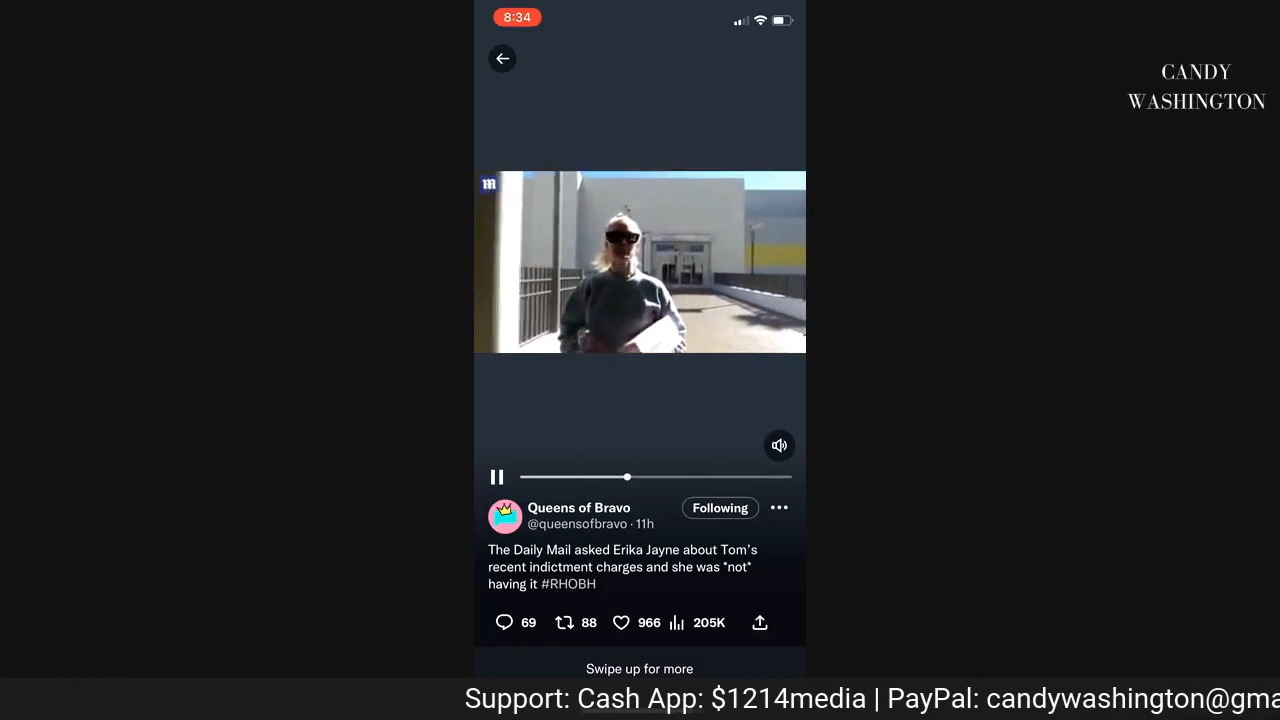 8:34
CANDY
WASHINGTON
m
Queens of Bravo
Following
@queensofbravo · 11h
The Daily Mail asked Erika Jayne about Tom's
recent indictment charges and she was *not*
having it #RHOBH
69 88 966 205K
Swipe up for more
Support: Cash App: $1214media | PayPal: candywashington@gma